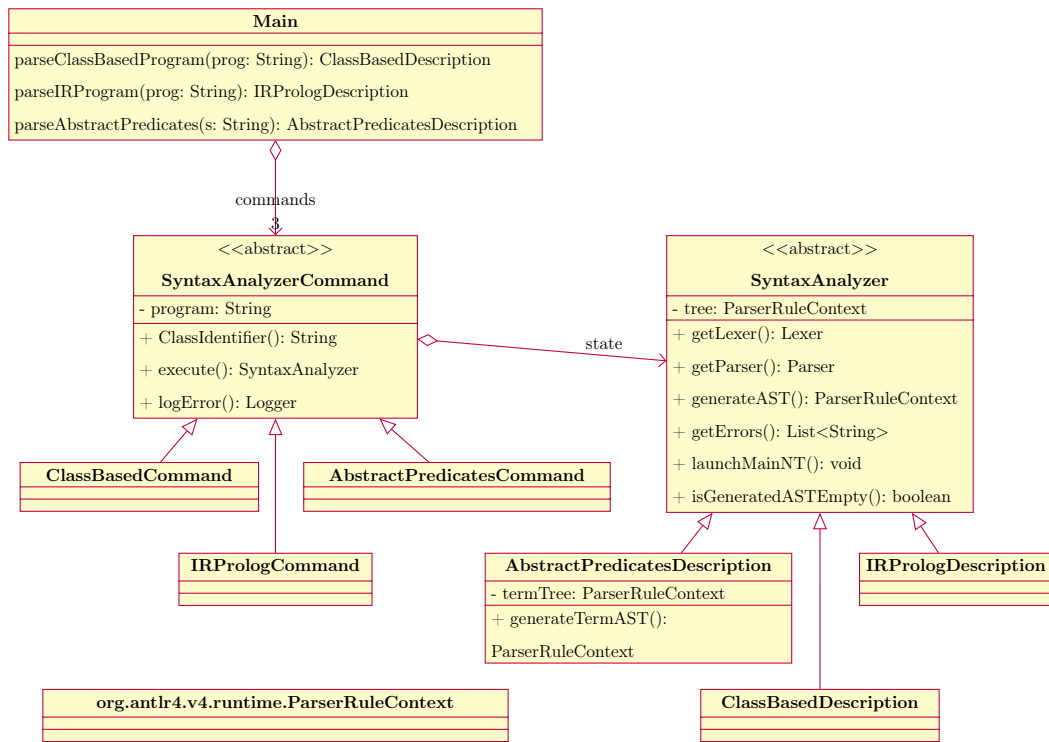 Main
parseClassBasedProgram(prog: String): ClassBasedDescription
parseIRProgram(prog: String): IRPrologDescription
parseAbstractPredicates(s: String): AbstractPredicatesDescription
commands
3
<<abstract>>
SyntaxAnalyzerCommand
- program: String
+ ClassIdentifier(): String
+ execute(): SyntaxAnalyzer
+ logError(): Logger
state
<<abstract>>
SyntaxAnalyzer
- tree: ParserRuleContext
+ getLexer(): Lexer
+ getParser(): Parser
+ generateAST(): ParserRuleContext
+ getErrors(): List<String>
+ launchMainNT(): void
+ isGeneratedASTEmpty(): boolean
ClassBasedCommand
AbstractPredicatesCommand
IRPrologCommand
AbstractPredicatesDescription
- termTree: ParserRuleContext
+ generateTermAST():
ParserRuleContext
IRPrologDescription
org.antlr4.v4.runtime.ParserRuleContext
ClassBasedDescription